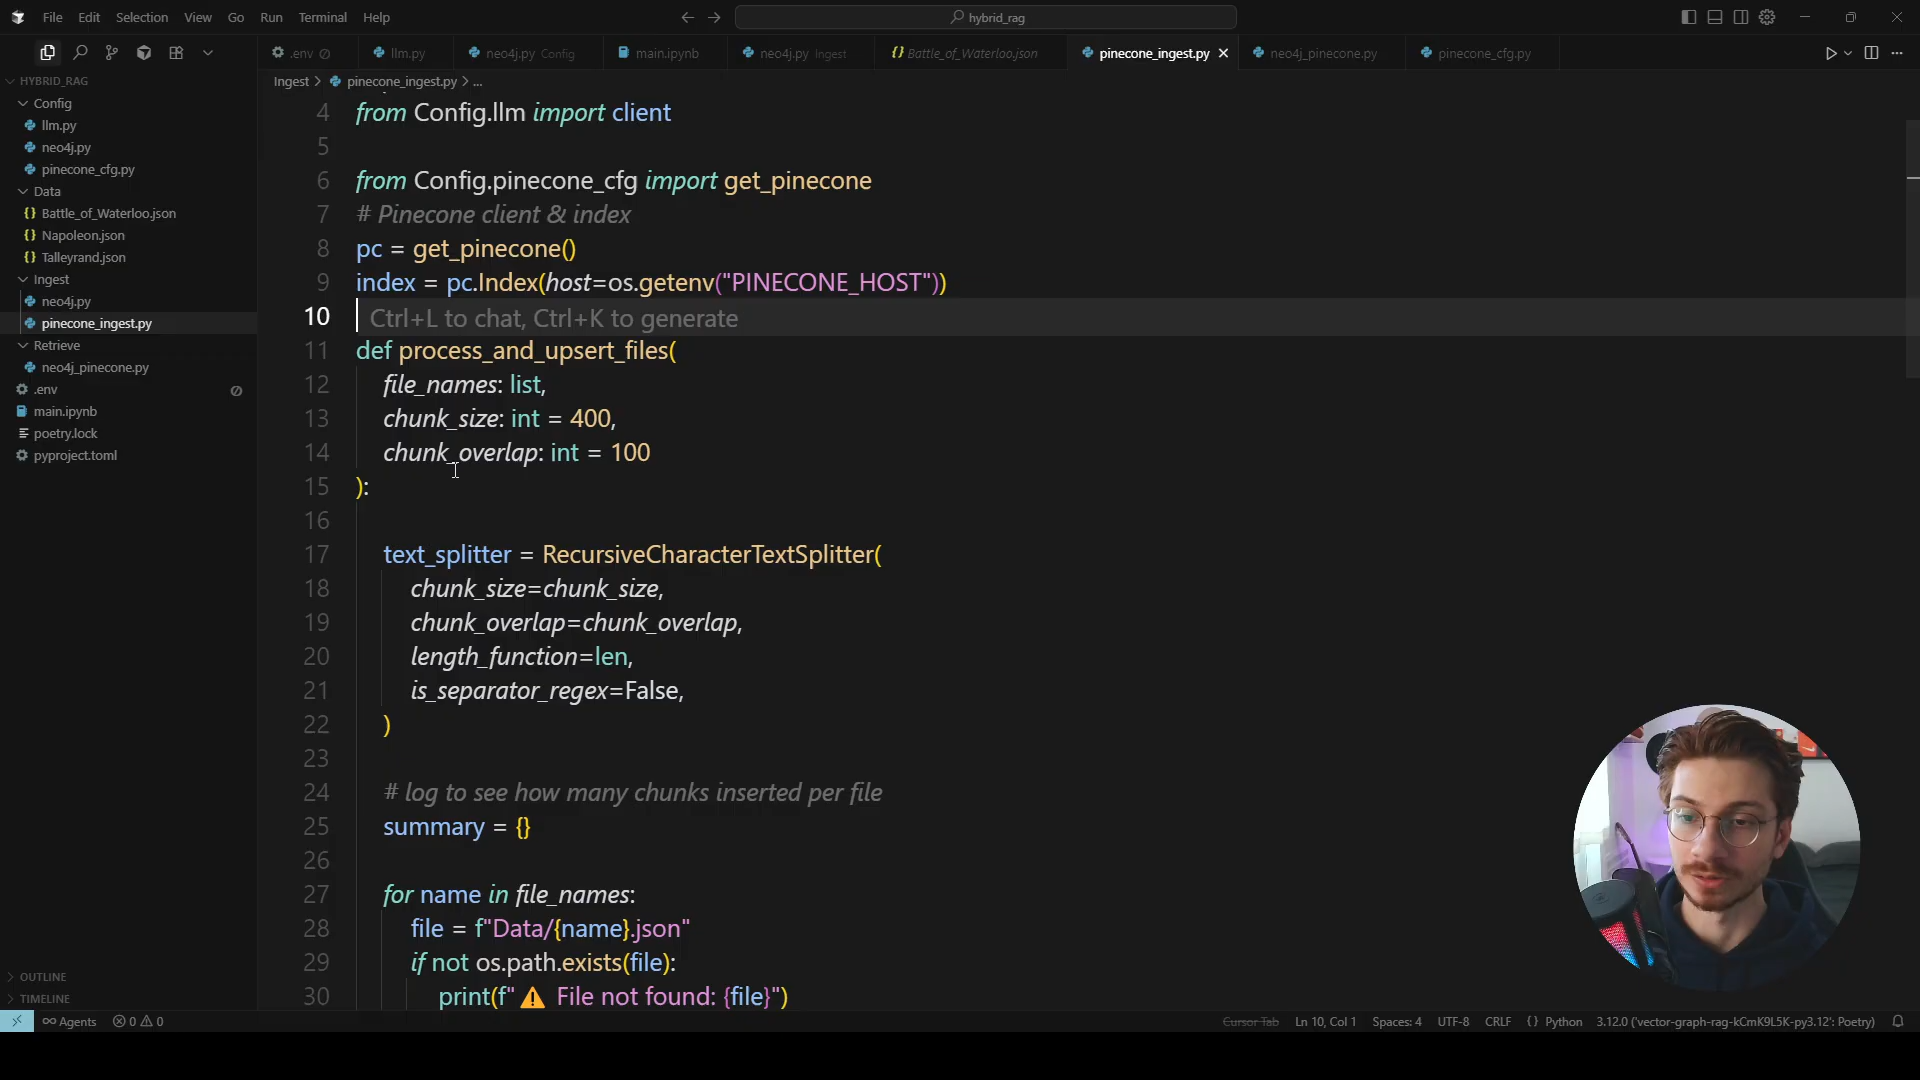 File Edit Selection View Go Run Terminal Help
hybrid_rag
.env
llm.py
neo4j.py Config
main.ipynb
neo4j.py Ingest
{} Battle_of_Waterloo.json
pinecone_ingest.py
neo4j_pinecone.py
pinecone_cfg.py
HYBRID_RAG
Config
llm.py
neo4j.py
pinecone_cfg.py
Data
{} Battle_of_Waterloo.json
{} Napoleon.json
{} Talleyrand.json
Ingest
neo4j.py
pinecone_ingest.py
Retrieve
neo4j_pinecone.py
.env
main.ipynb
poetry.lock
pyproject.toml
OUTLINE
TIMELINE
Ingest > pinecone_ingest.py > ...
4 from Config.llm import client
5
6 from Config.pinecone_cfg import get_pinecone
7 # Pinecone client & index
8 pc = get_pinecone()
9 index = pc.Index(host=os.getenv("PINECONE_HOST"))
10 Ctrl+L to chat, Ctrl+K to generate
11 def process_and_upsert_files(
12 file_names: list,
13 chunk_size: int = 400,
14 chunk_overlap: int = 100
15 ):
16
17 text_splitter = RecursiveCharacterTextSplitter(
18 chunk_size=chunk_size,
19 chunk_overlap=chunk_overlap,
20 length_function=len,
21 is_separator_regex=False,
22 )
23
24 # log to see how many chunks inserted per file
25 summary = {}
26
27 for name in file_names:
28 file = f"Data/{name}.json"
29 if not os.path.exists(file):
30 print(f" ⚠️ File not found: {file}")
Agents 0 0
Cursor Tab Ln 10, Col 1 Spaces: 4 UTF-8 CRLF {} Python 3.12.0 ('vector-graph-rag-kCmK9L5K-py3.12': Poetry)